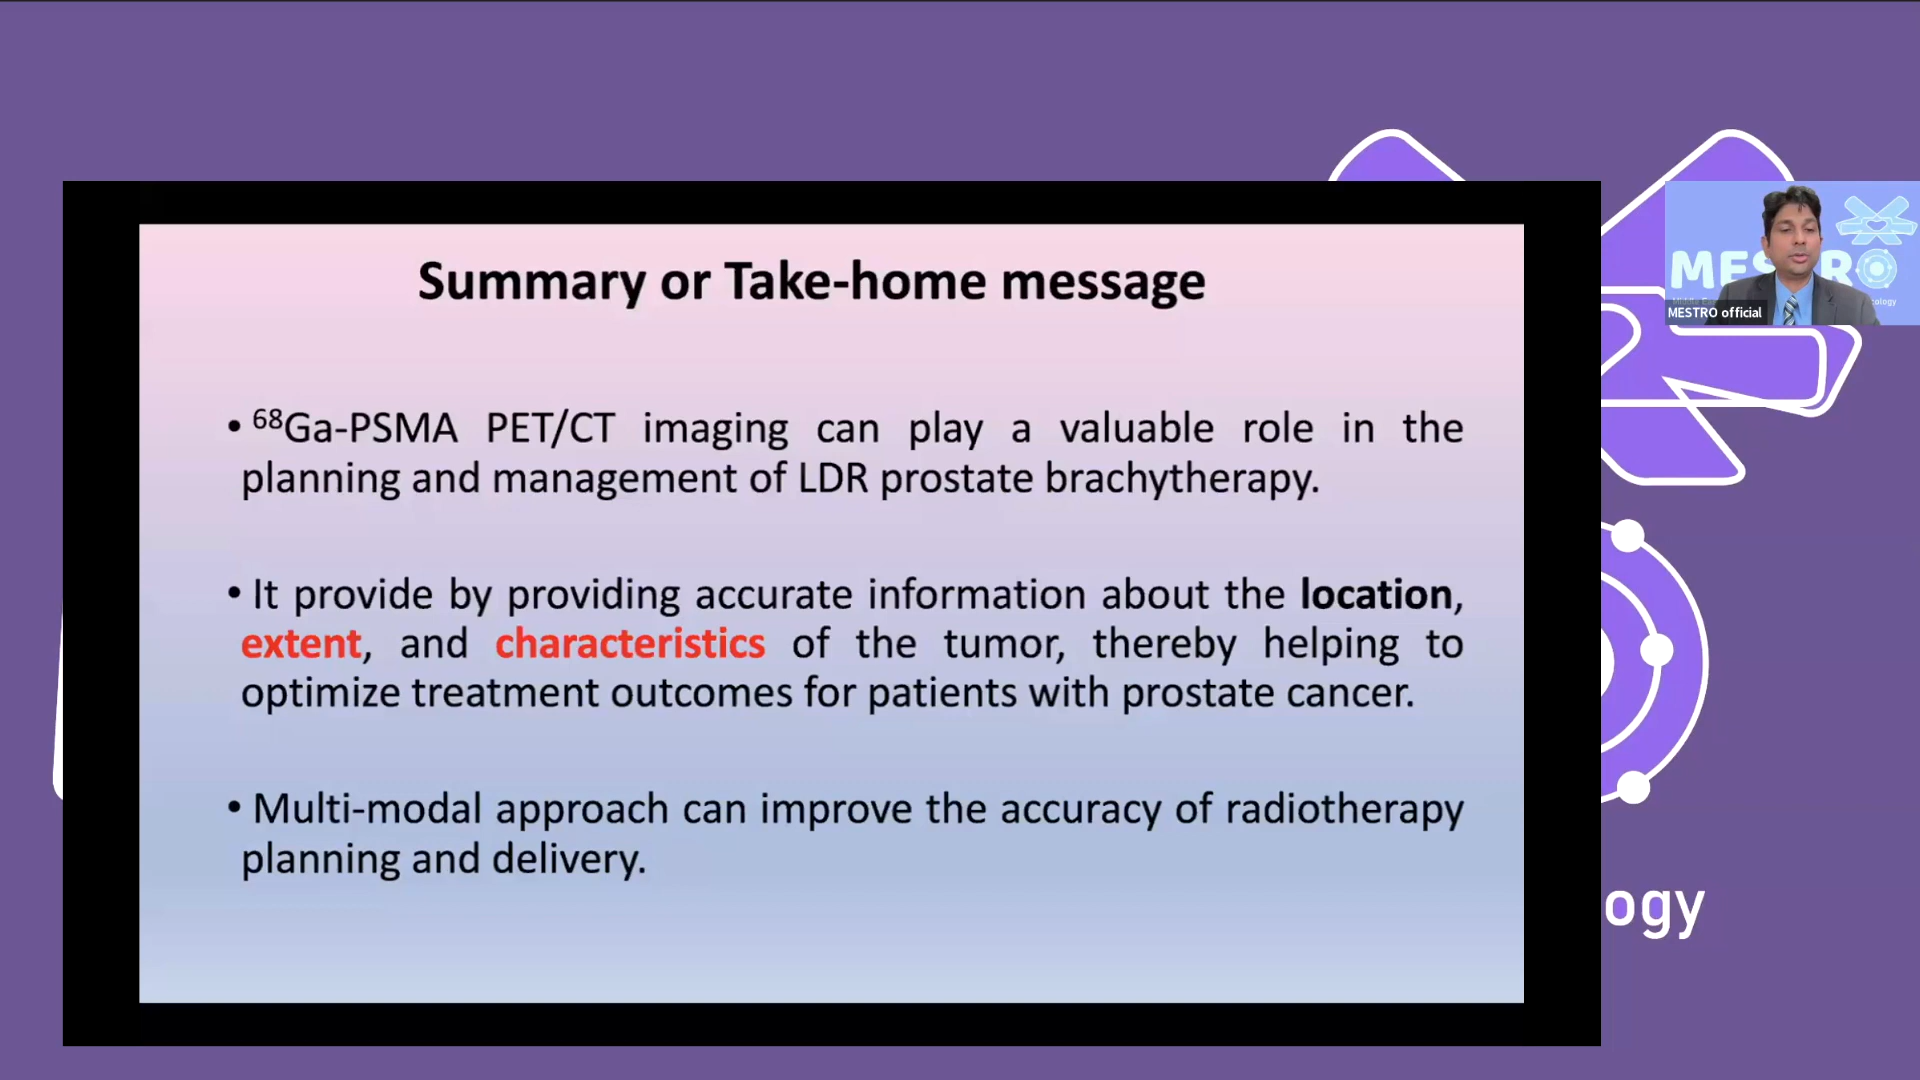 Summary or Take-home message
• ⁶⁸Ga-PSMA PET/CT imaging can play a valuable role in the
planning and management of LDR prostate brachytherapy.
• It provide by providing accurate information about the location,
extent, and characteristics of the tumor, thereby helping to
optimize treatment outcomes for patients with prostate cancer.
• Multi-modal approach can improve the accuracy of radiotherapy
planning and delivery.
MESTRO official
ogy